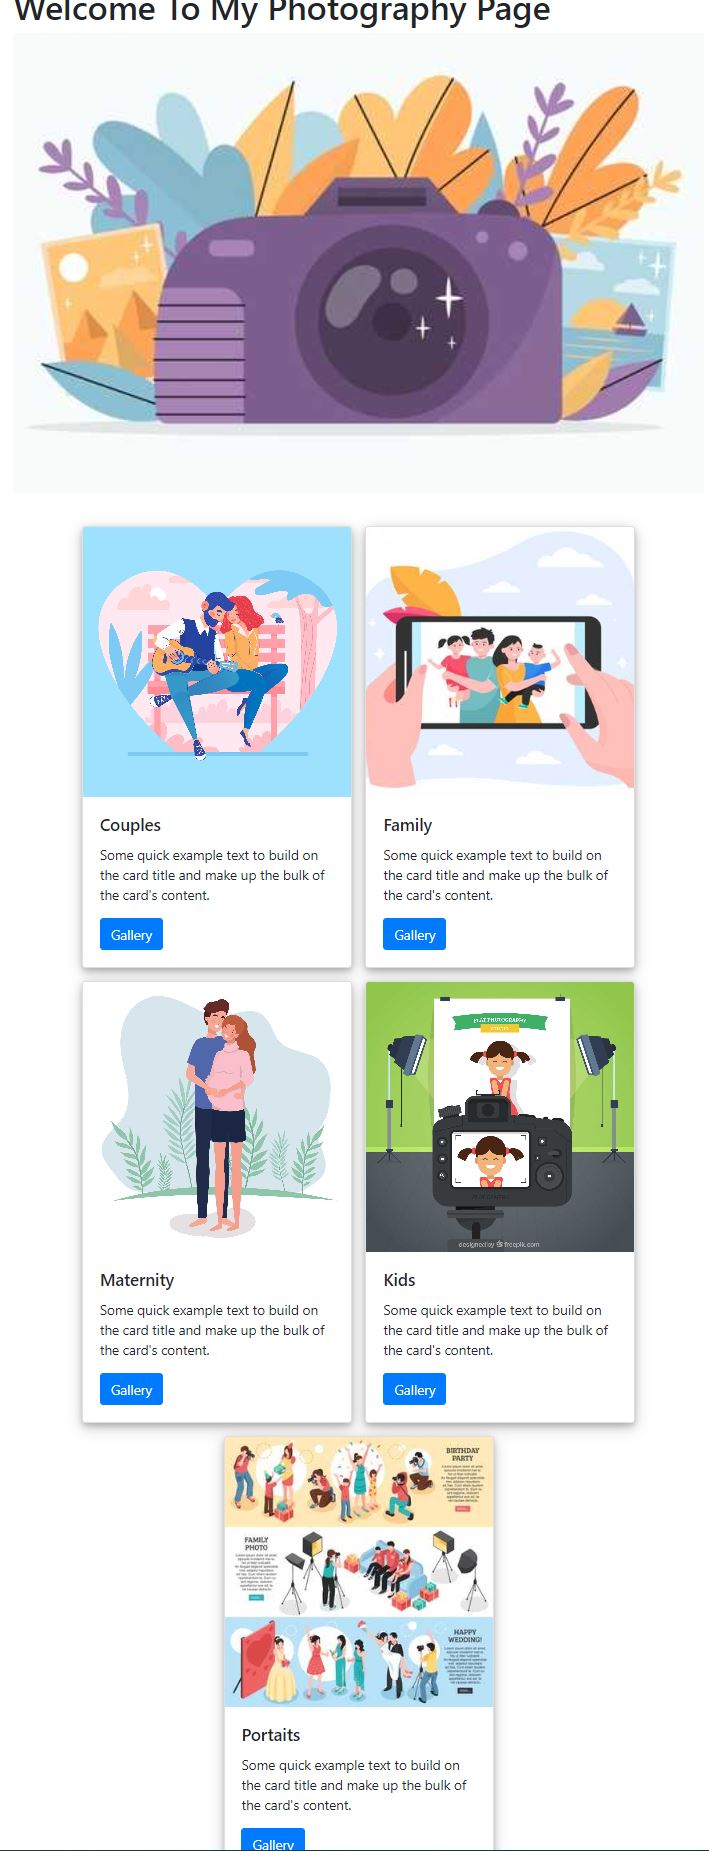 Welcome To My Photography Page
Couples
Some quick example text to build on
the card title and make up the bulk of
the card's content.
Gallery
Family
Some quick example text to build on
the card title and make up the bulk of
the card's content.
Gallery
FLAT PHOTOGRAPHY
STUDIO
designed by freepik.com
Maternity
Some quick example text to build on
the card title and make up the bulk of
the card's content.
Gallery
Kids
Some quick example text to build on
the card title and make up the bulk of
the card's content.
Gallery
BIRTHDAY
PARTY
FAMILY
PHOTO
HAPPY
WEDDING!
Portaits
Some quick example text to build on
the card title and make up the bulk of
the card's content.
Gallery